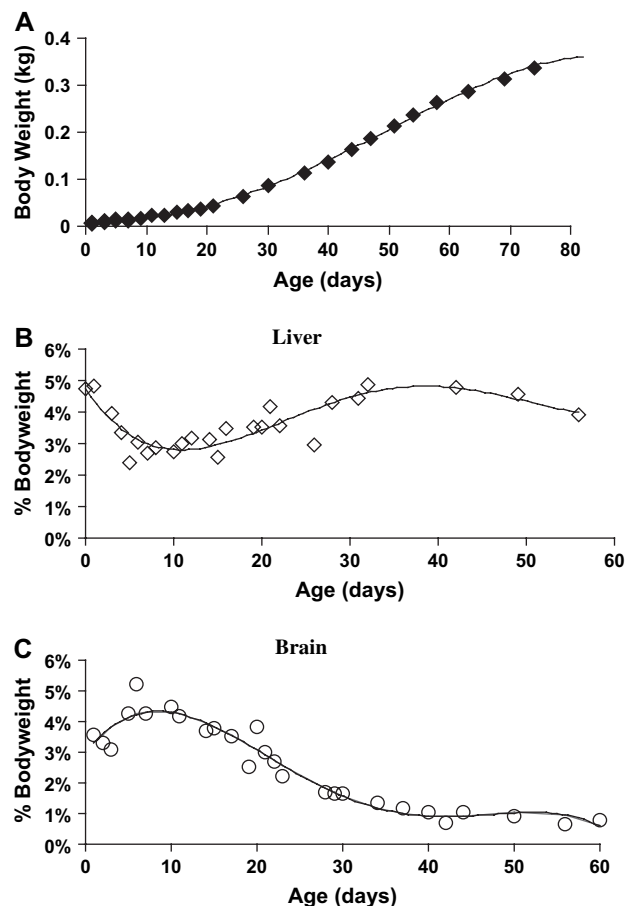 A
Body Weight (kg)
0.4
0.3
0.2
0.1
0
0 10 20 30 40 50 60 70 80
Age (days)
B
Liver
% Bodyweight
6%
5%
4%
3%
2%
1%
0%
0 10 20 30 40 50 60
Age (days)
C
Brain
% Bodyweight
6%
5%
4%
3%
2%
1%
0%
0 10 20 30 40 50 60
Age (days)